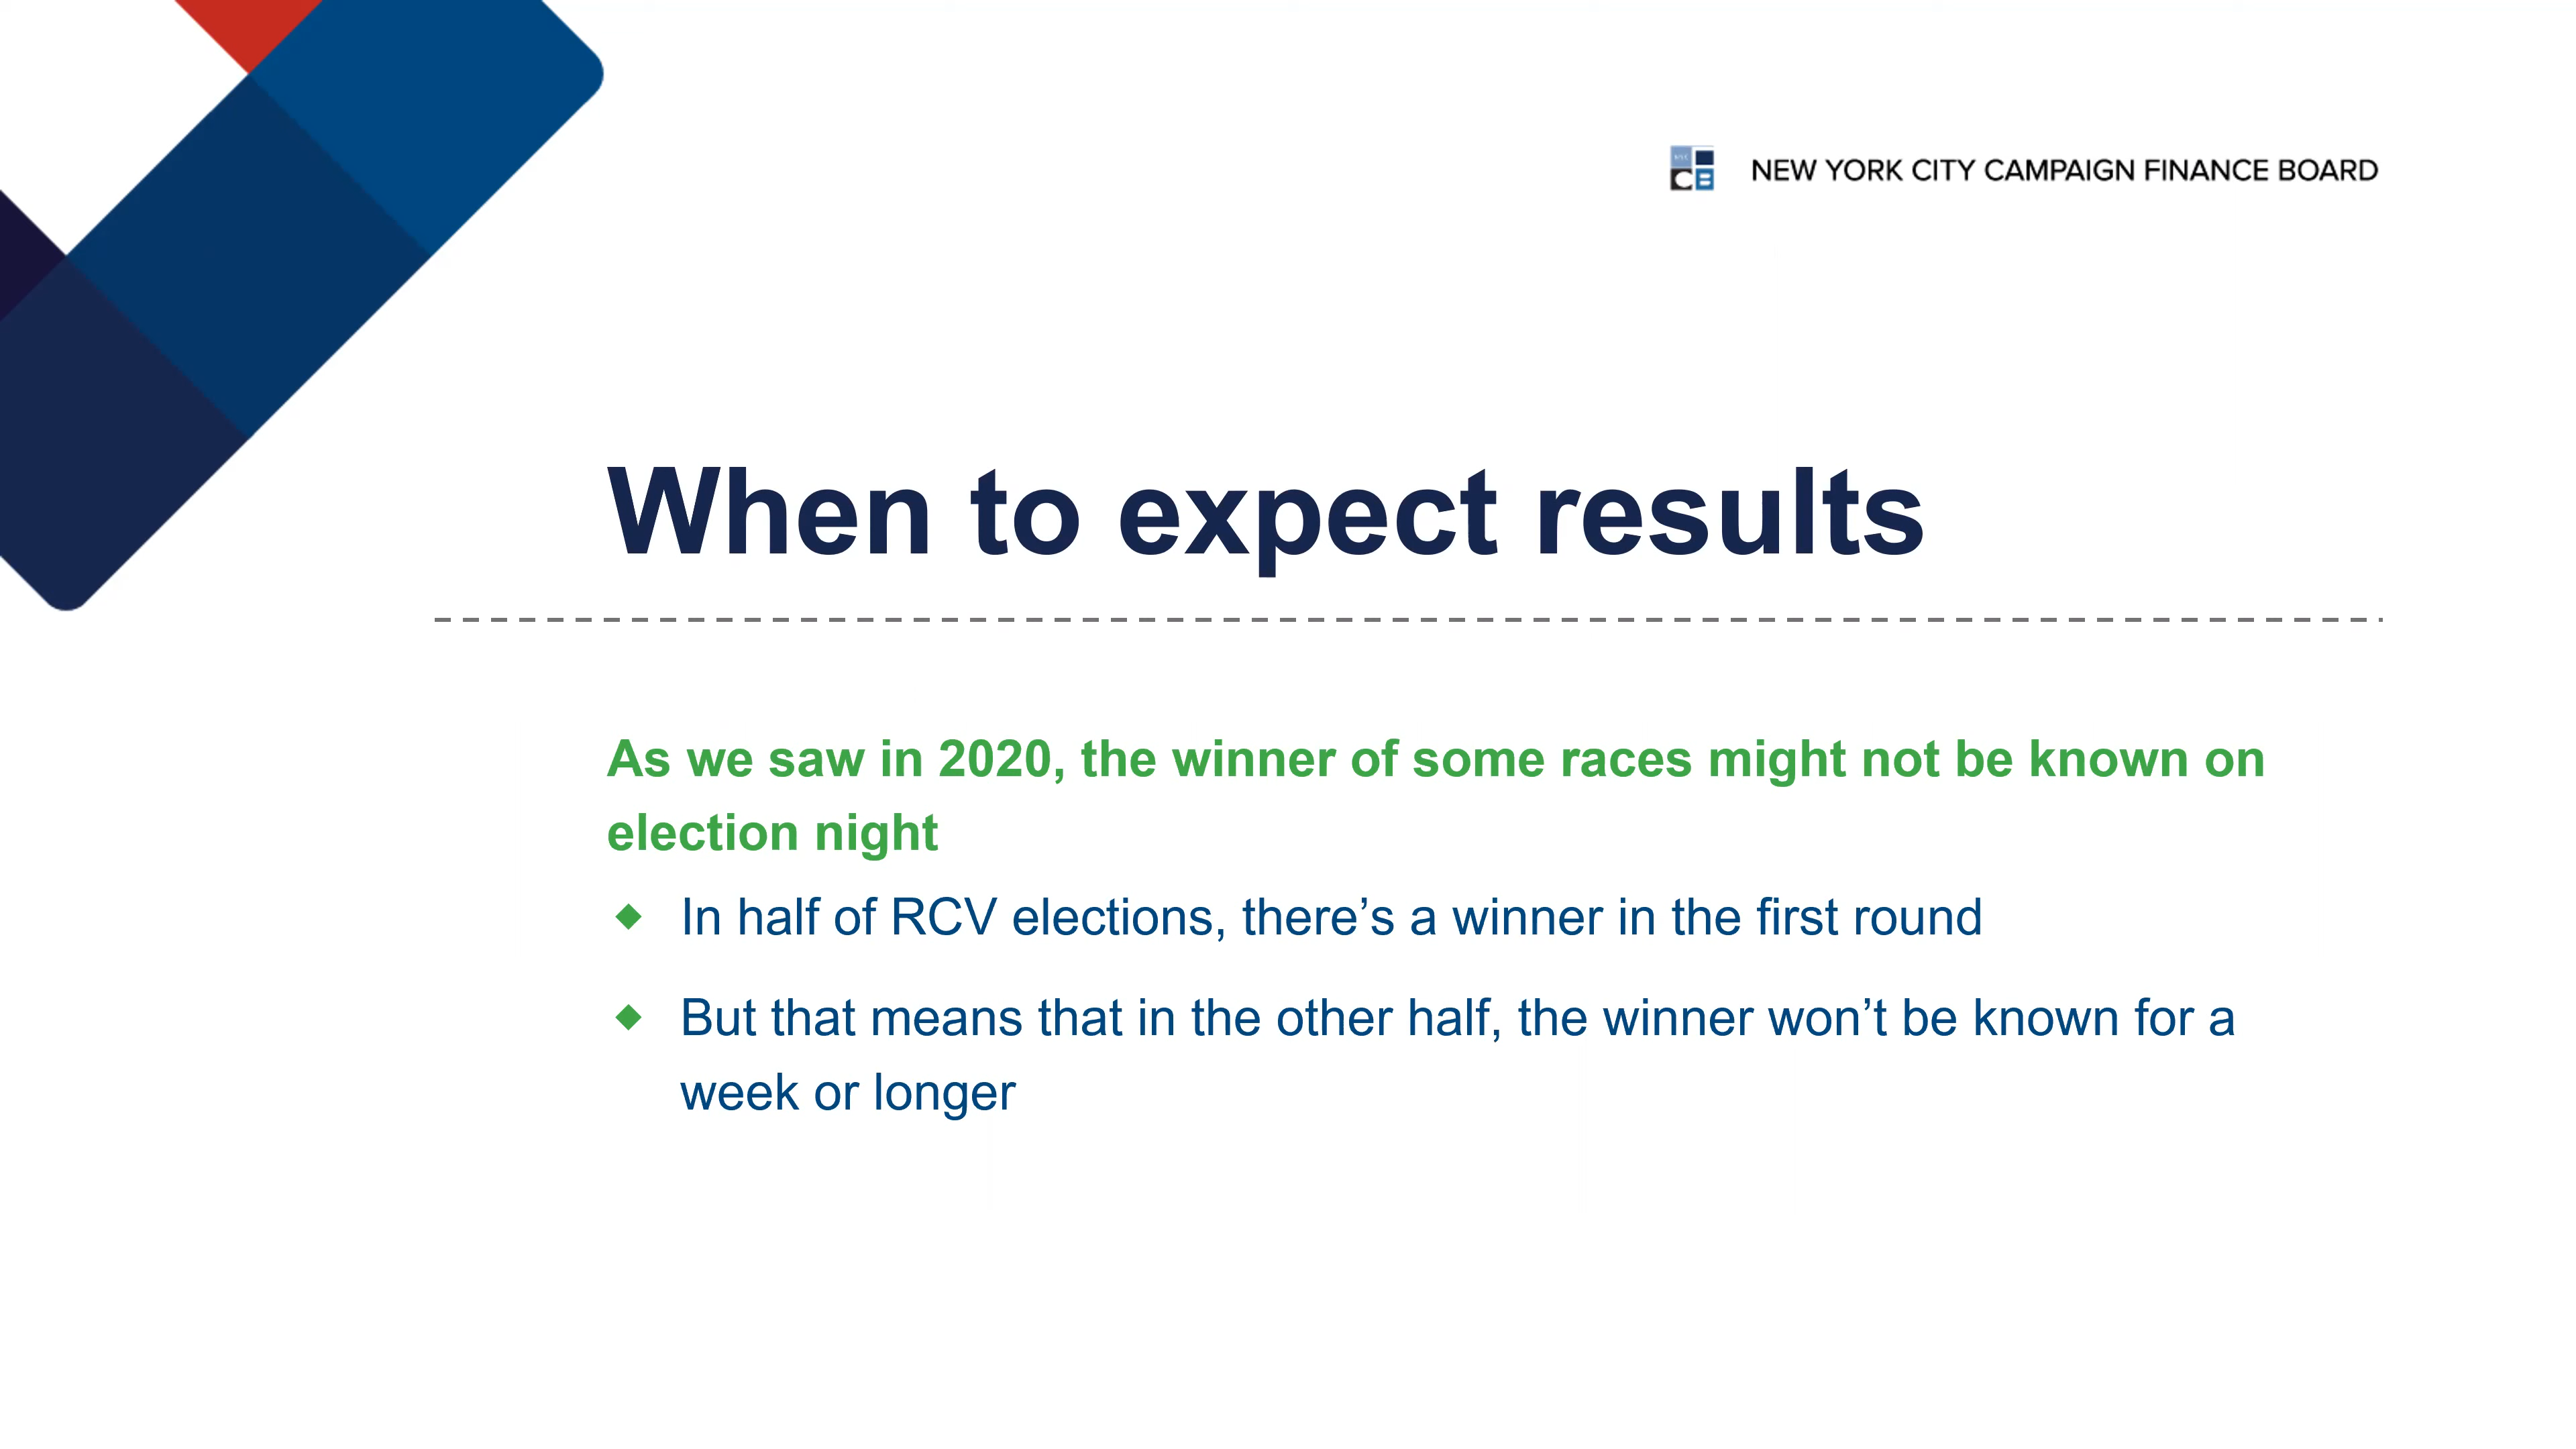 NYC
CB
NEW YORK CITY CAMPAIGN FINANCE BOARD
When to expect results
As we saw in 2020, the winner of some races might not be known on
election night
In half of RCV elections, there’s a winner in the first round
But that means that in the other half, the winner won’t be known for a
week or longer